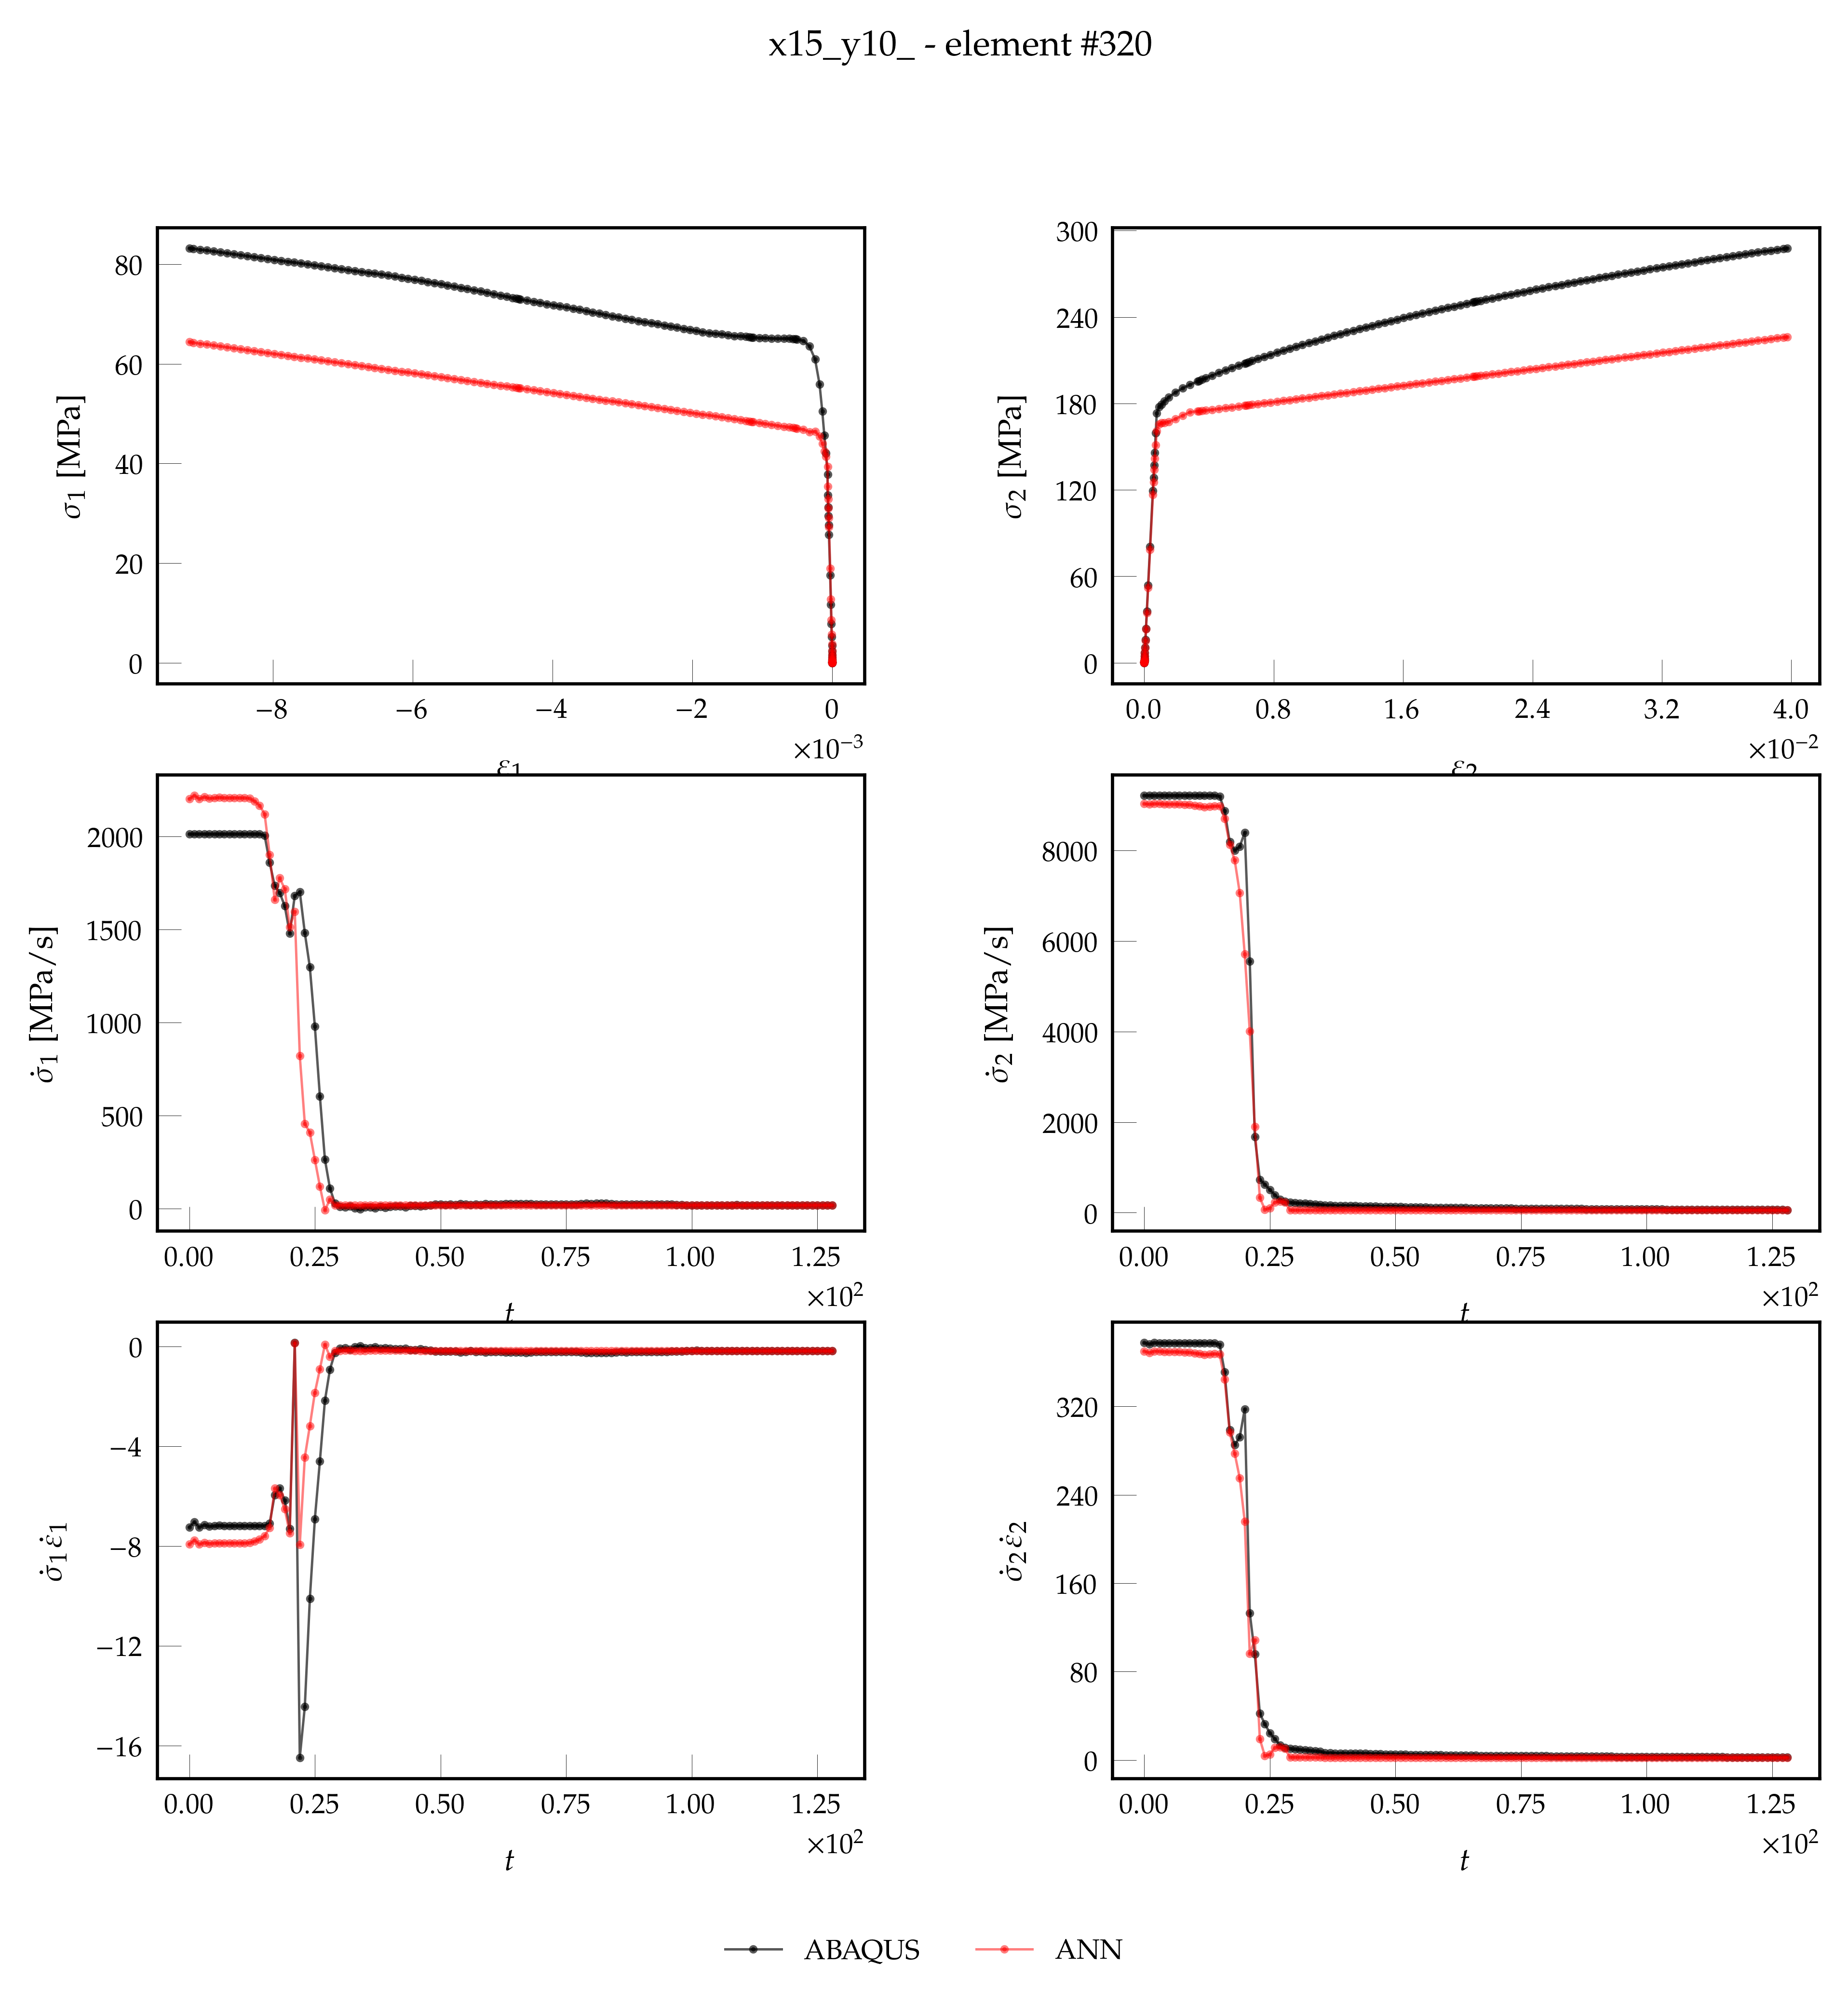 x15_y10_ - element #320
σ1 [MPa]
80
60
40
20
0
−8 −6 −4 −2 0
×10−3
ε1
σ2 [MPa]
300
240
180
120
60
0
0.0 0.8 1.6 2.4 3.2 4.0
×10−2
ε2
σ̇1 [MPa/s]
2000
1500
1000
500
0
0.00 0.25 0.50 0.75 1.00 1.25
×10²
t
σ̇2 [MPa/s]
8000
6000
4000
2000
0
0.00 0.25 0.50 0.75 1.00 1.25
×10²
t
σ̇1ε̇1
0
−4
−8
−12
−16
0.00 0.25 0.50 0.75 1.00 1.25
×10²
t
σ̇2ε̇2
320
240
160
80
0
0.00 0.25 0.50 0.75 1.00 1.25
×10²
t
ABAQUS ANN